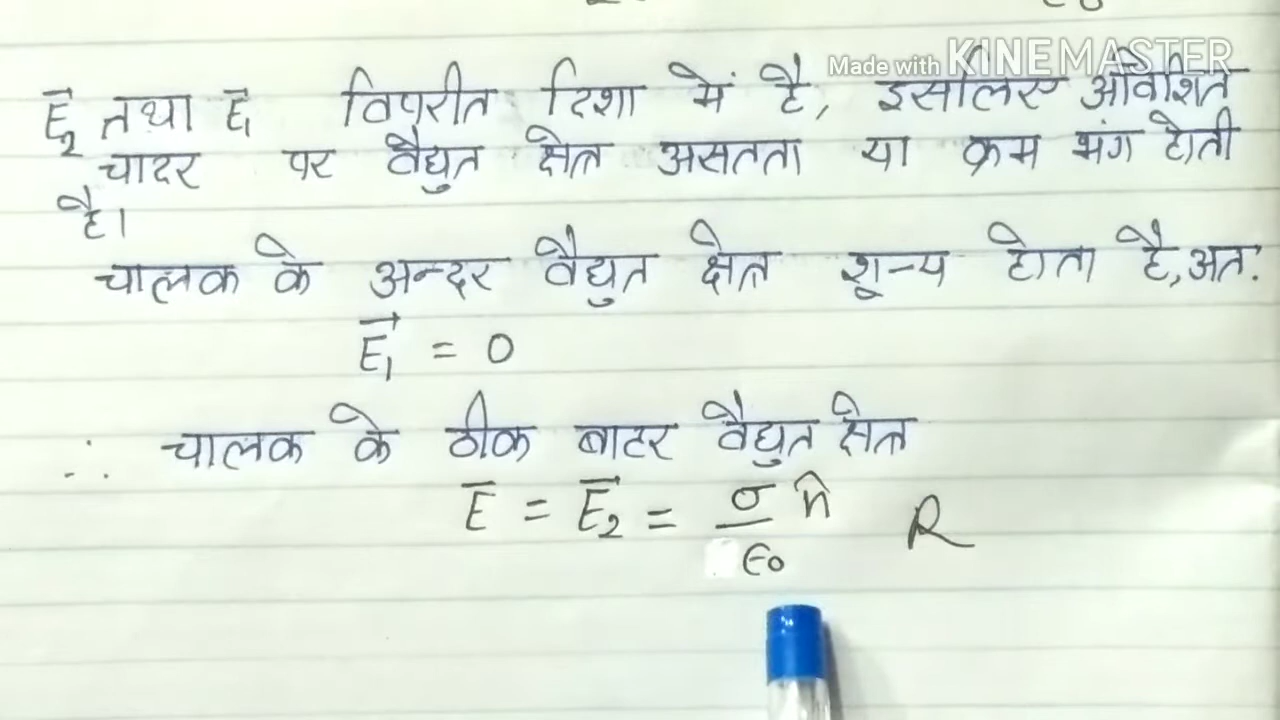 Made with KINEMASTER
E₂ तथा E₁ विपरीत दिशा में है, इसलिए आवेशित
चादर पर वैद्युत क्षेत्र असतता या क्रम भंग होती
है।
चालक के अन्दर वैद्युत क्षेत्र शून्य होता है, अतः
E₁ = 0
∴ चालक के ठीक बाहर वैद्युत क्षेत्र
E = E₂ = σ/ϵ₀ n̂ R